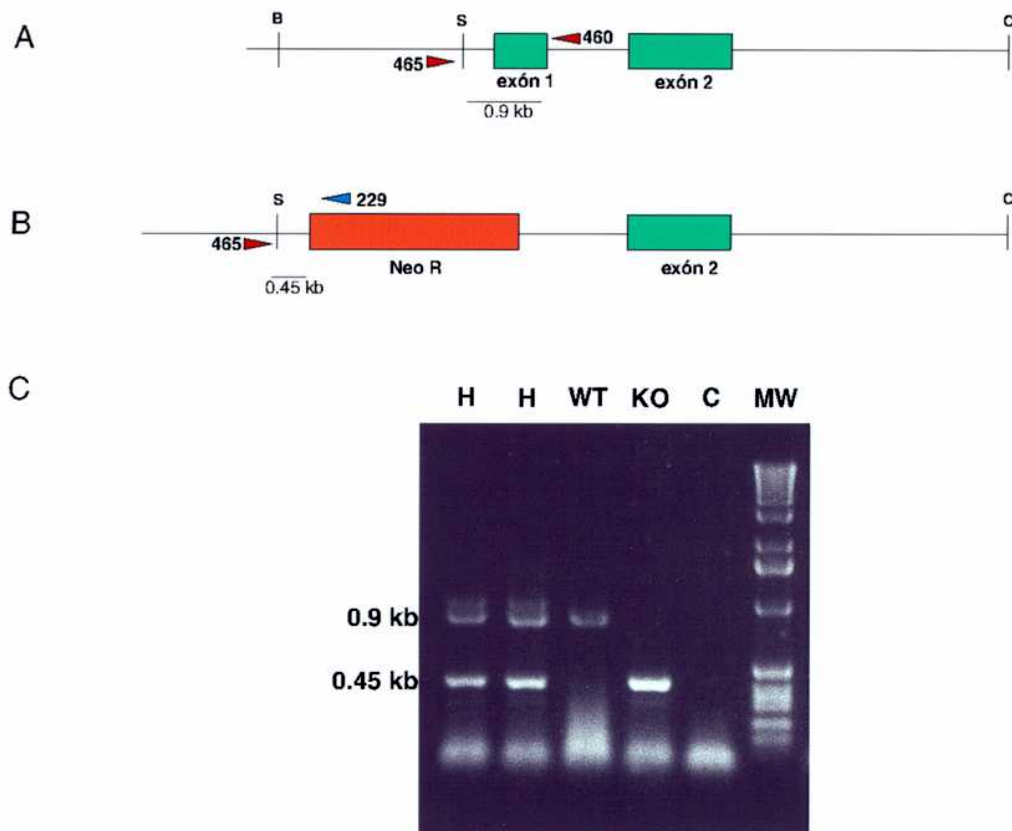 A
B S C
465 460
exón 1 exón 2
0.9 kb
B
S C
229
465
Neo R exón 2
0.45 kb
C
H H WT KO C MW
0.9 kb
0.45 kb